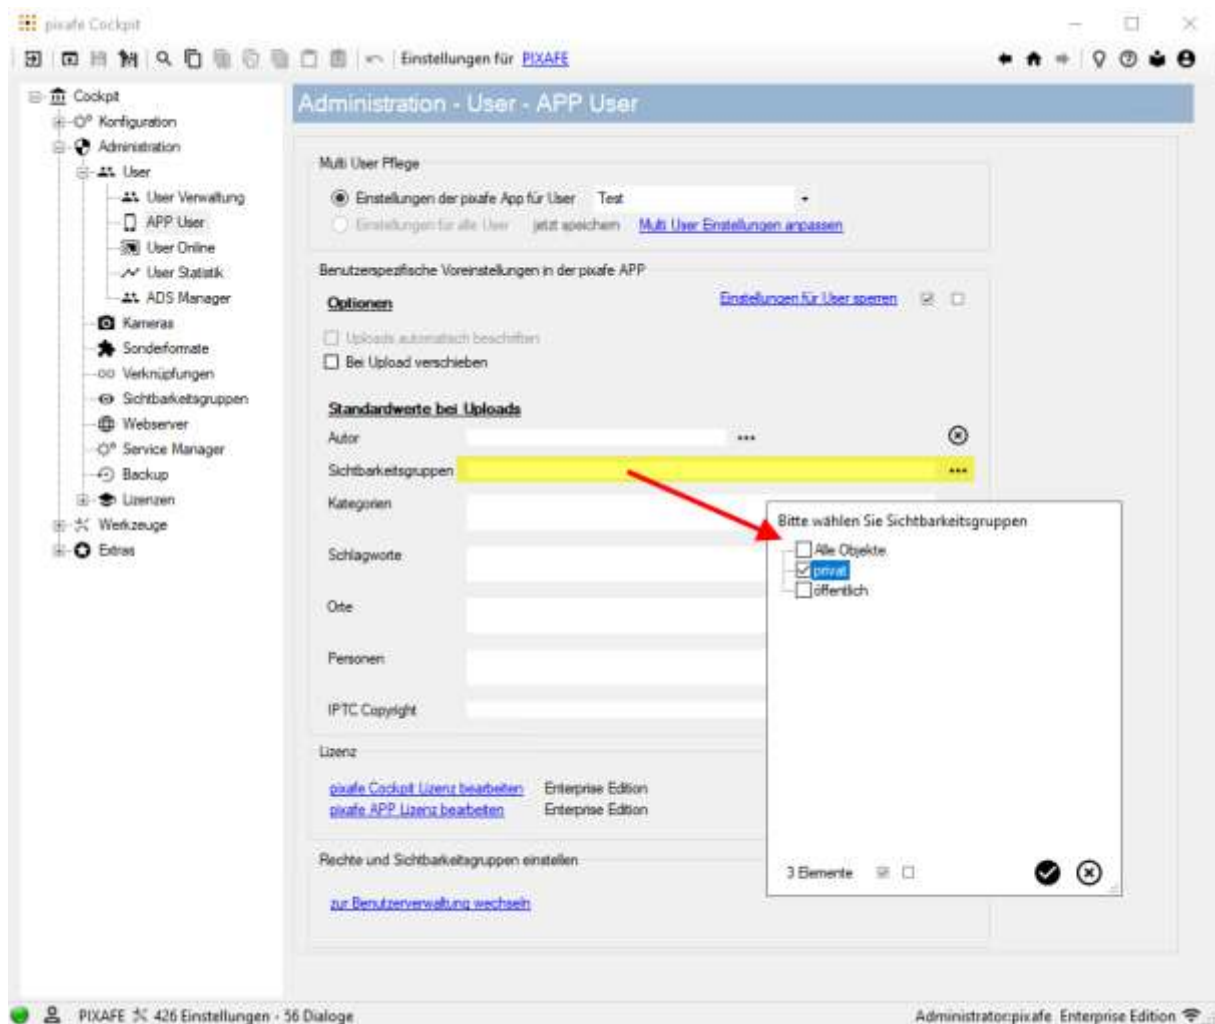 pixafe Cockpit
Einstellungen für PIXAFE
Cockpit
Konfiguration
Administration
User
User Verwaltung
APP User
User Online
User Statistik
ADS Manager
Kameras
Sonderformate
Verknüpfungen
Sichtbarkeitsgruppen
Webserver
Service Manager
Backup
Lizenzen
Werkzeuge
Extras
Administration - User - APP User
Multi User Pflege
Einstellungen der pixafe App für User Test
Einstellungen für alle User jetzt speichern Multi User Einstellungen anpassen
Benutzerspezifische Voreinstellungen in der pixafe APP
Optionen Einstellungen für User sperren
Uploads automatisch beschriften
Bei Upload verschieben
Standardwerte bei Uploads
Autor
Sichtbarkeitsgruppen
Kategorien
Schlagworte
Orte
Personen
IPTC Copyright
Bitte wählen Sie Sichtbarkeitsgruppen
Alle Objekte
privat
öffentlich
3 Elemente
Lizenz
pixafe Cockpit Lizenz bearbeiten Enterprise Edition
pixafe APP Lizenz bearbeiten Enterprise Edition
Rechte und Sichtbarkeitsgruppen einstellen
zur Benutzerverwaltung wechseln
PIXAFE 426 Einstellungen - 56 Dialoge
Administrator:pixafe Enterprise Edition